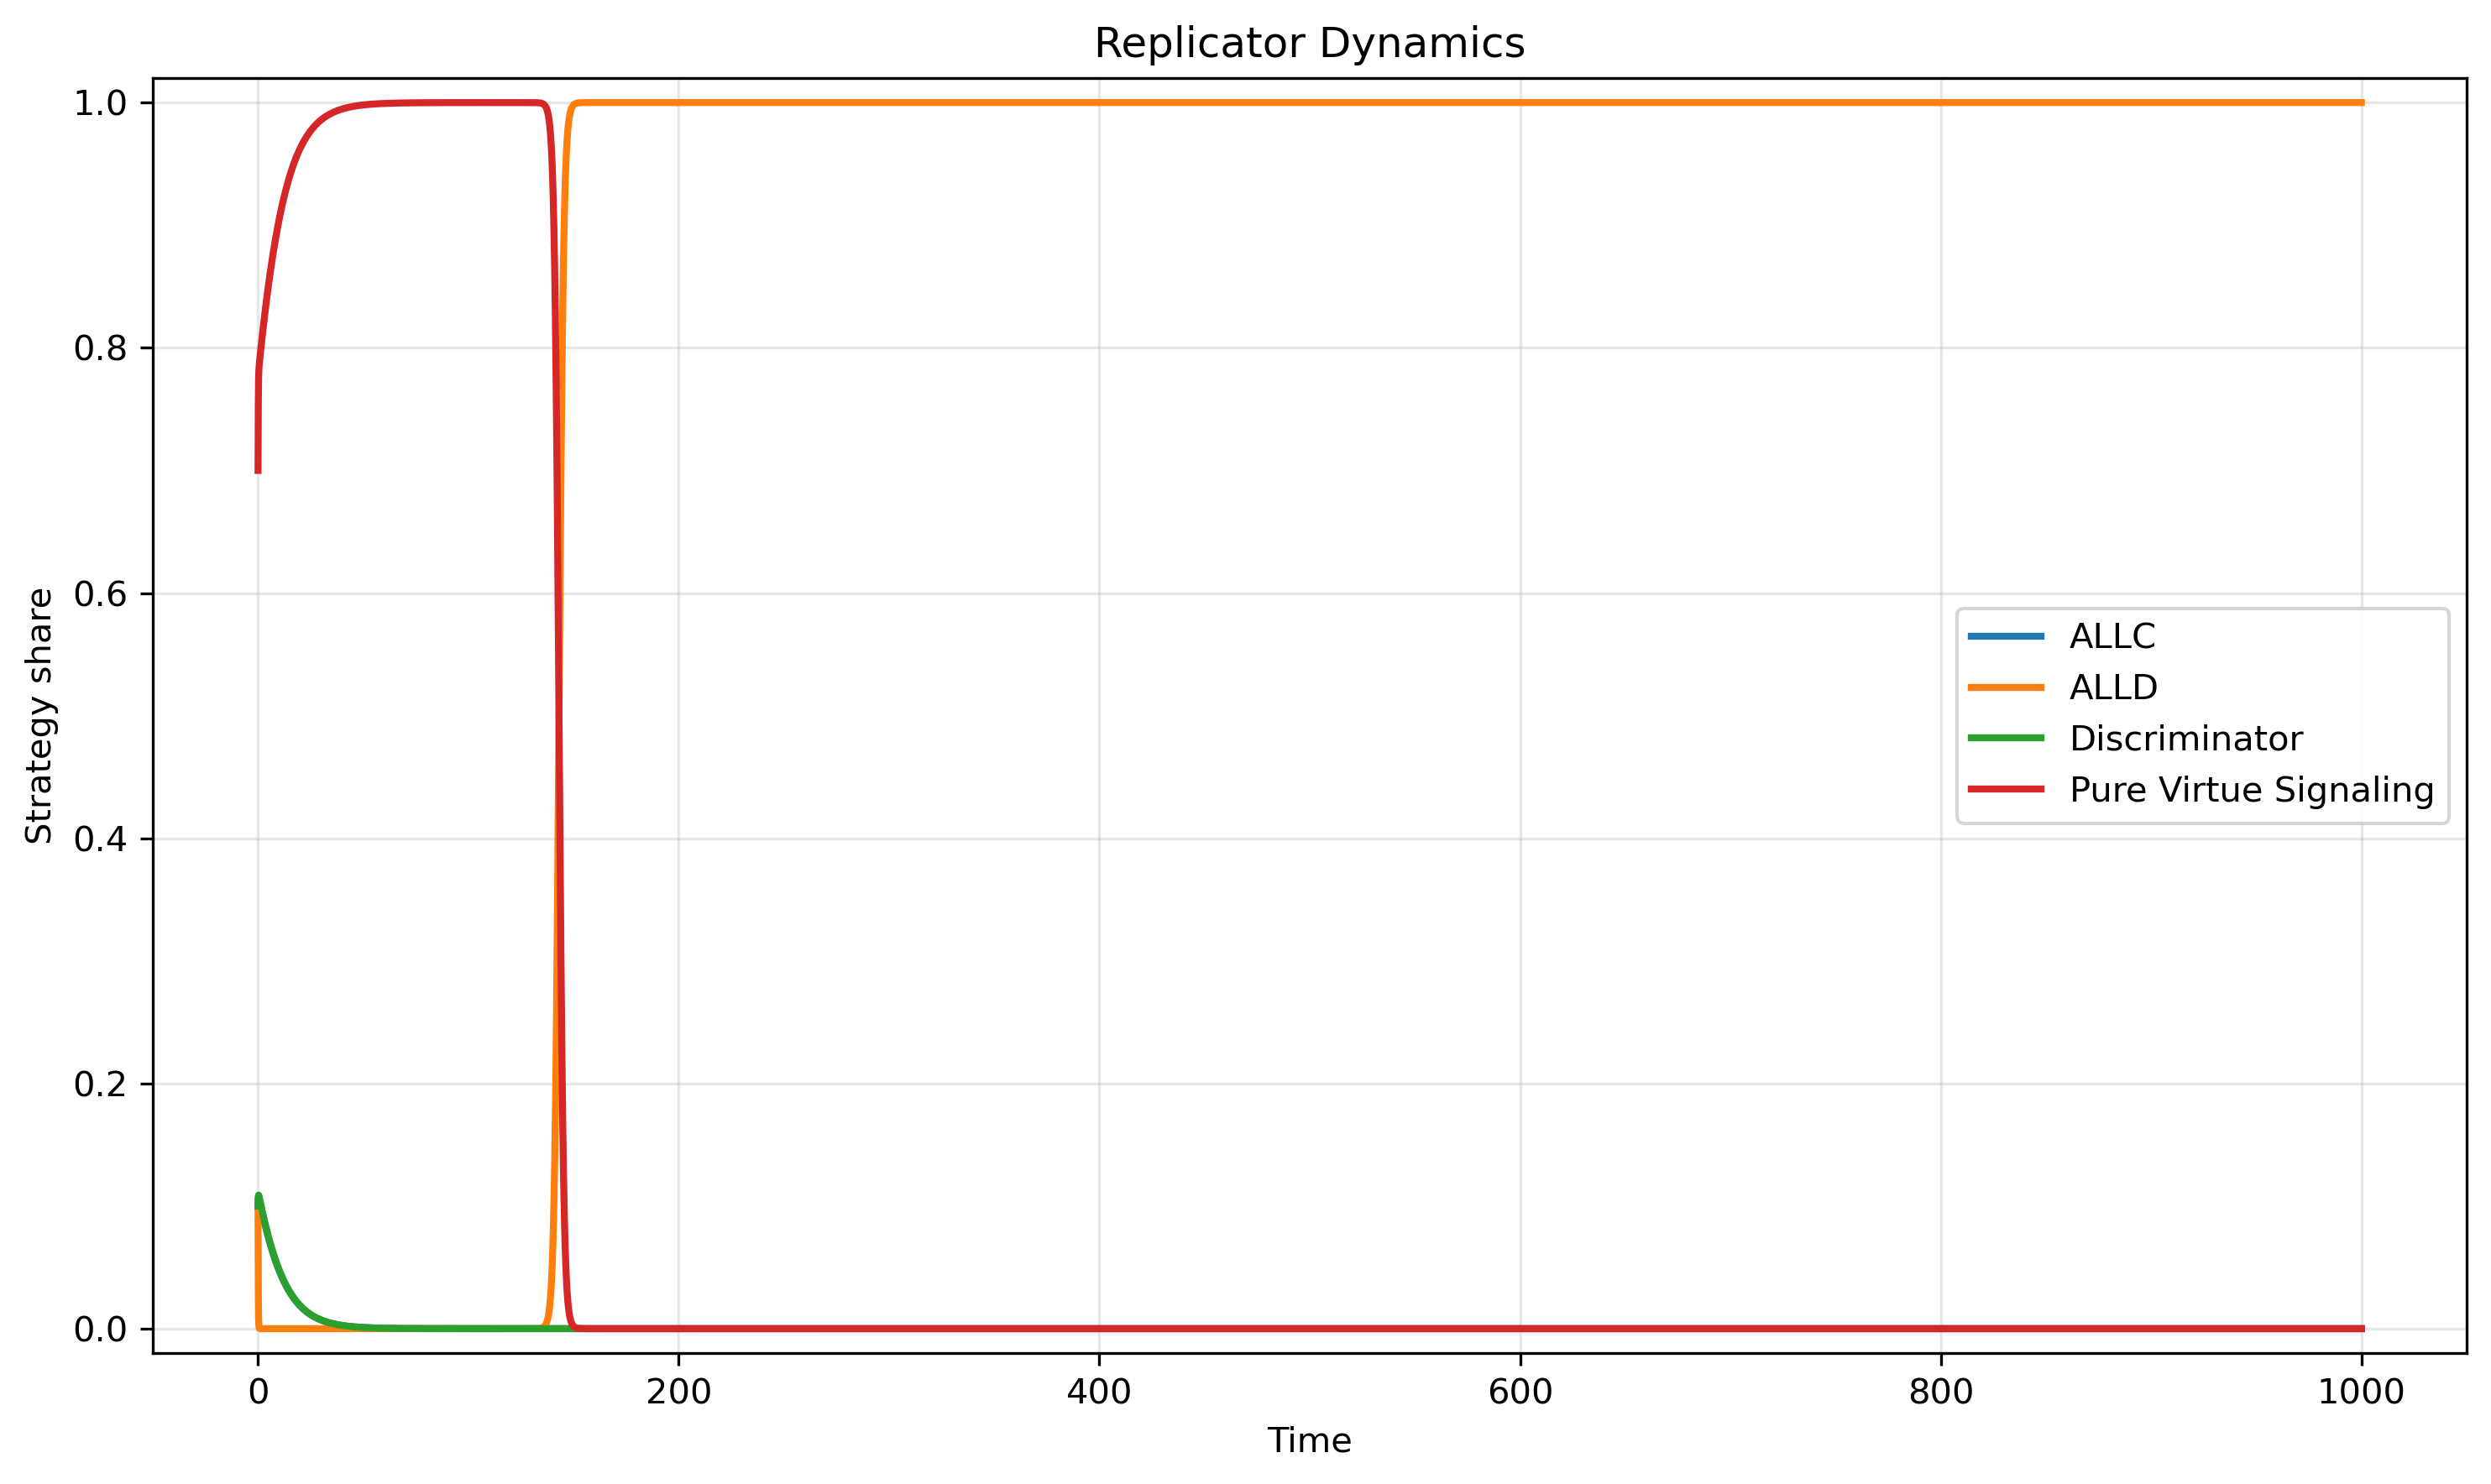 Replicator Dynamics
Strategy share
1.0
0.8
0.6
0.4
0.2
0.0
ALLC
ALLD
Discriminator
Pure Virtue Signaling
0 200 400 600 800 1000
Time